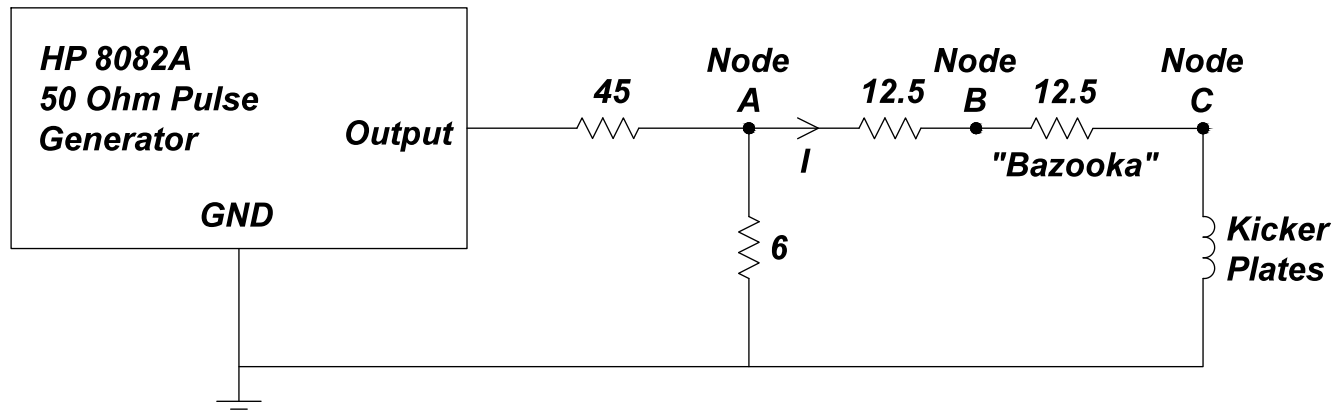 HP 8082A
50 Ohm Pulse
Generator
Output
GND
45
Node
A
I
6
12.5
Node
B
12.5
"Bazooka"
Node
C
Kicker
Plates